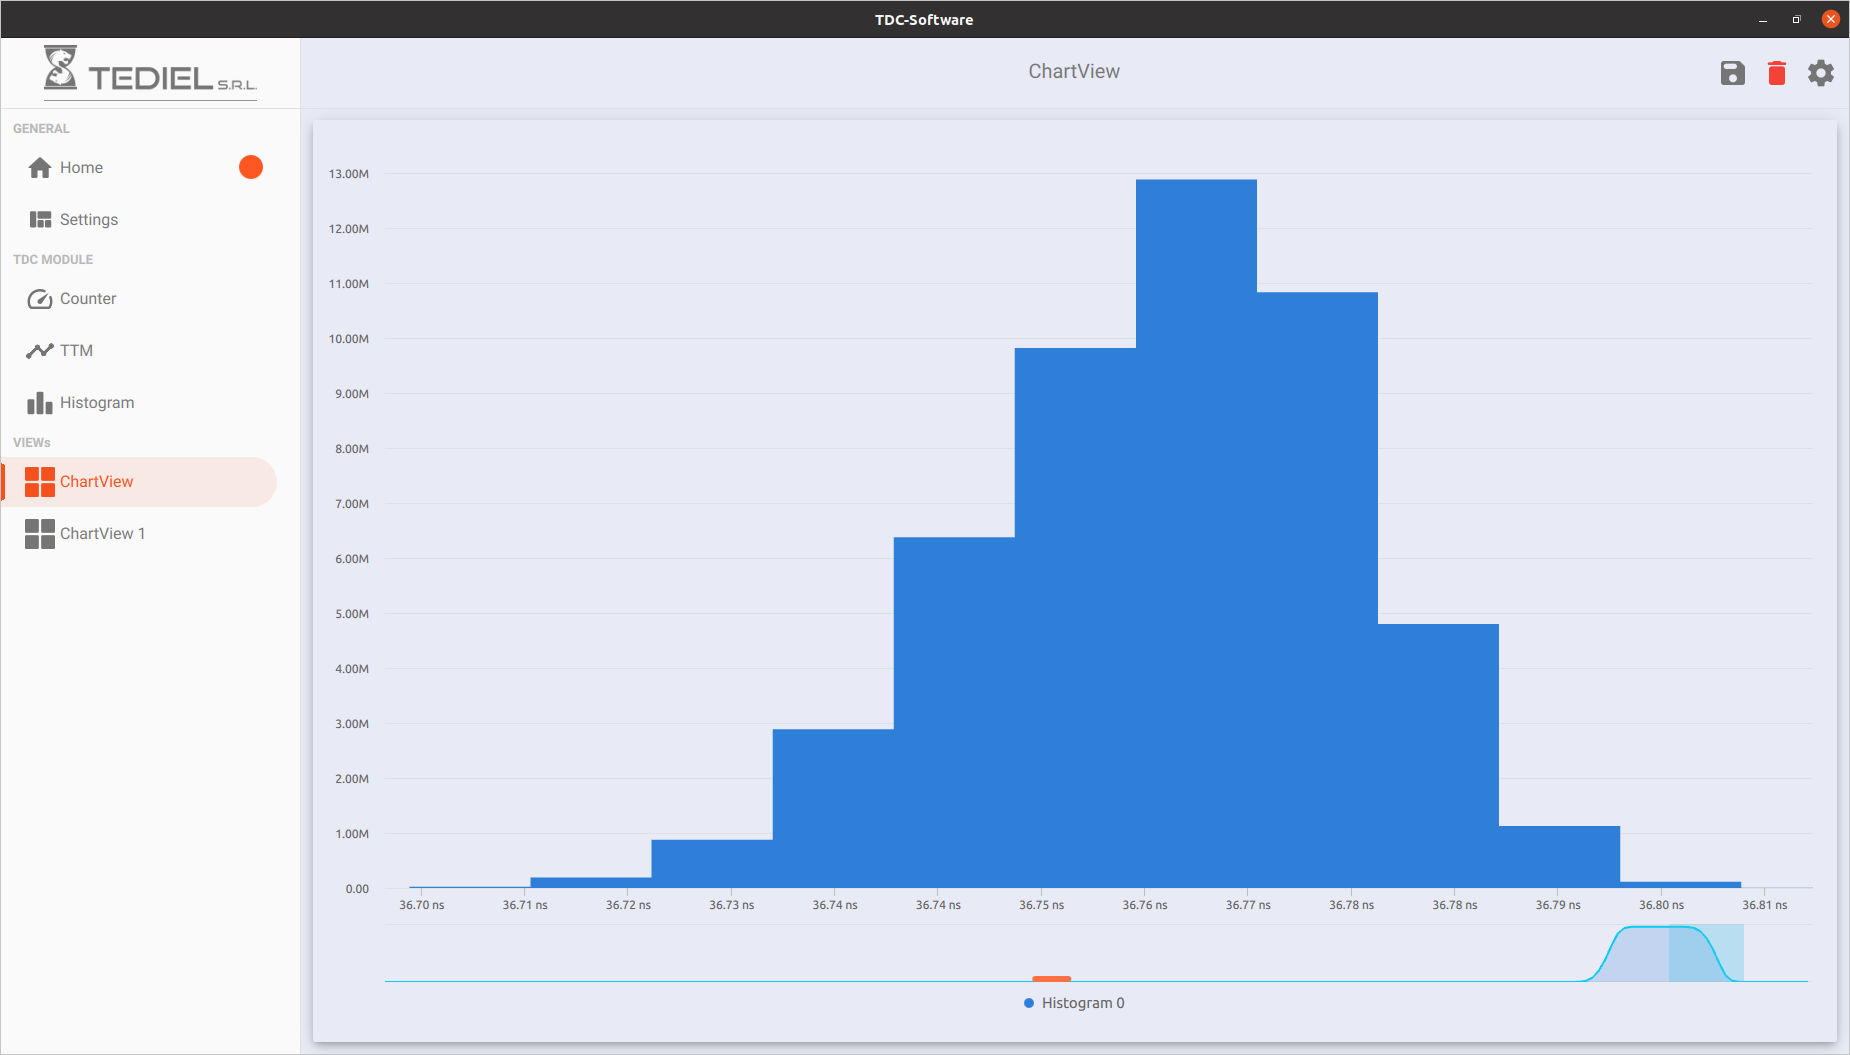 TDC-Software
TEDIEL S.R.L.
ChartView
GENERAL
Home
Settings
TDC MODULE
Counter
TTM
Histogram
VIEWs
ChartView
ChartView 1
13.00M
12.00M
11.00M
10.00M
9.00M
8.00M
7.00M
6.00M
5.00M
4.00M
3.00M
2.00M
1.00M
0.00
36.70 ns 36.71 ns 36.72 ns 36.73 ns 36.74 ns 36.74 ns 36.75 ns 36.76 ns 36.77 ns 36.78 ns 36.78 ns 36.79 ns 36.80 ns 36.81 ns
Histogram 0